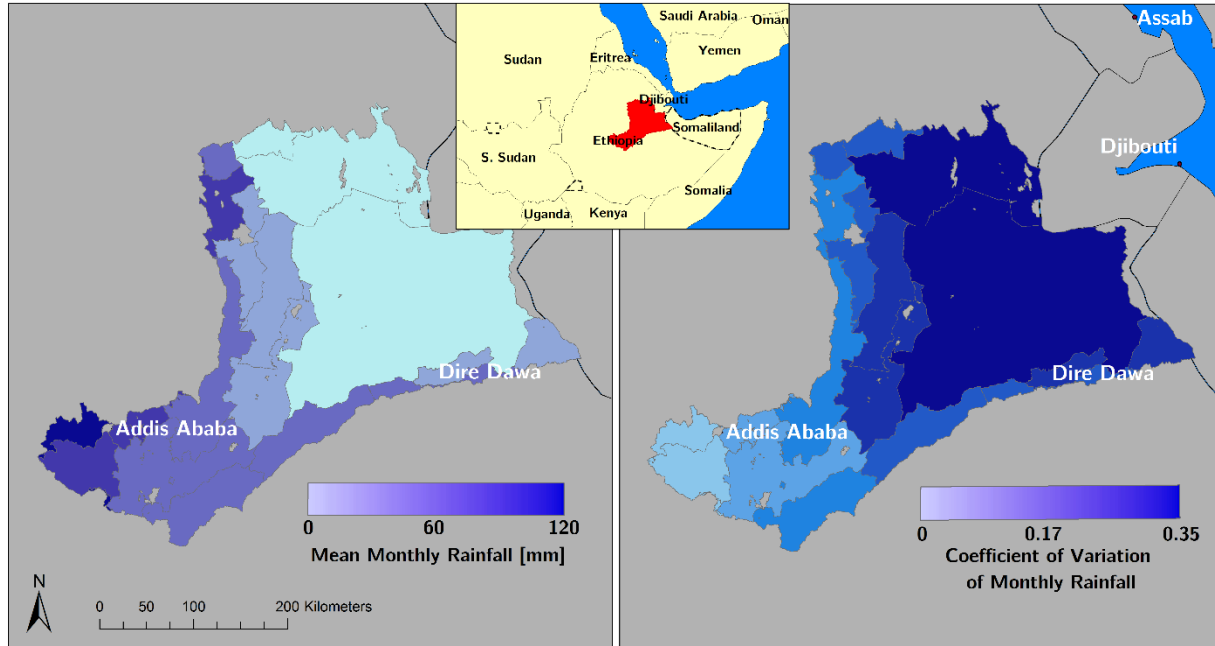 Saudi Arabia
Oman
Yemen
Sudan
Eritrea
Djibouti
Somaliland
Ethiopia
S. Sudan
Somalia
Uganda
Kenya
Assab
Djibouti
Dire Dawa
Addis Ababa
0
60
120
Mean Monthly Rainfall [mm]
N
0 50 100 200 Kilometers
Dire Dawa
Addis Ababa
0
0.17
0.35
Coefficient of Variation
of Monthly Rainfall